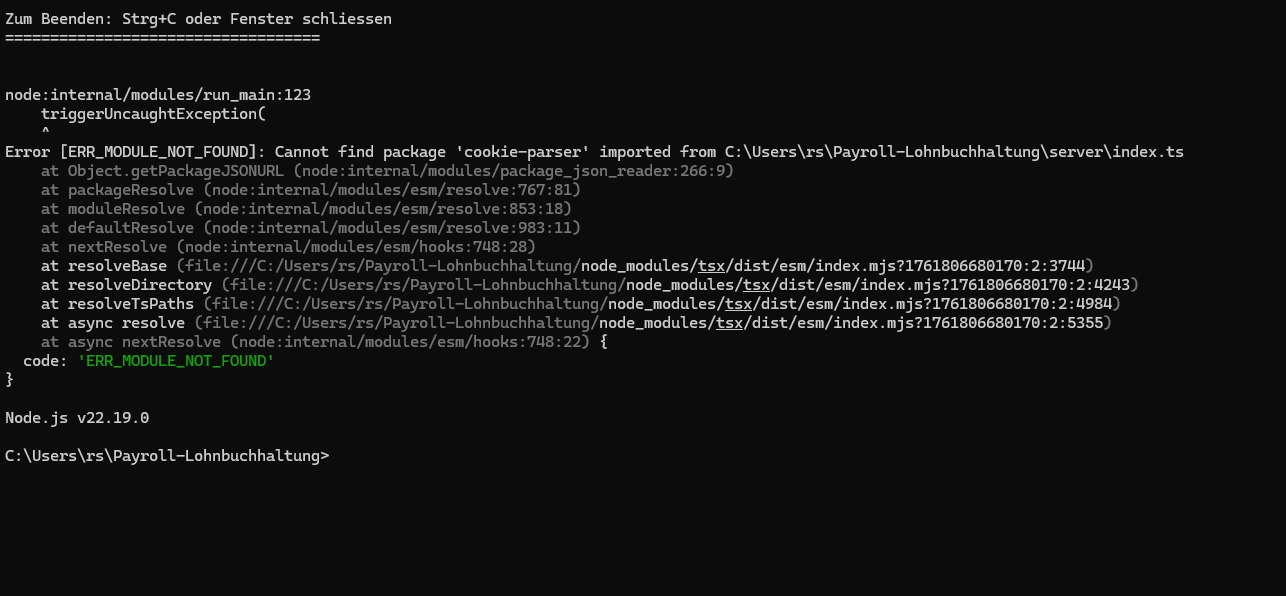 Zum Beenden: Strg+C oder Fenster schliessen
===================================
node:internal/modules/run_main:123
    triggerUncaughtException(
    ^
Error [ERR_MODULE_NOT_FOUND]: Cannot find package 'cookie-parser' imported from C:\Users\rs\Payroll-Lohnbuchhaltung\server\index.ts
    at Object.getPackageJSONURL (node:internal/modules/package_json_reader:266:9)
    at packageResolve (node:internal/modules/esm/resolve:767:81)
    at moduleResolve (node:internal/modules/esm/resolve:853:18)
    at defaultResolve (node:internal/modules/esm/resolve:983:11)
    at nextResolve (node:internal/modules/esm/hooks:748:28)
    at resolveBase (file:///C:/Users/rs/Payroll-Lohnbuchhaltung/node_modules/tsx/dist/esm/index.mjs?1761806680170:2:3744)
    at resolveDirectory (file:///C:/Users/rs/Payroll-Lohnbuchhaltung/node_modules/tsx/dist/esm/index.mjs?1761806680170:2:4243)
    at resolveTsPaths (file:///C:/Users/rs/Payroll-Lohnbuchhaltung/node_modules/tsx/dist/esm/index.mjs?1761806680170:2:4984)
    at async resolve (file:///C:/Users/rs/Payroll-Lohnbuchhaltung/node_modules/tsx/dist/esm/index.mjs?1761806680170:2:5355)
    at async nextResolve (node:internal/modules/esm/hooks:748:22) {
  code: 'ERR_MODULE_NOT_FOUND'
}
Node.js v22.19.0
C:\Users\rs\Payroll-Lohnbuchhaltung>